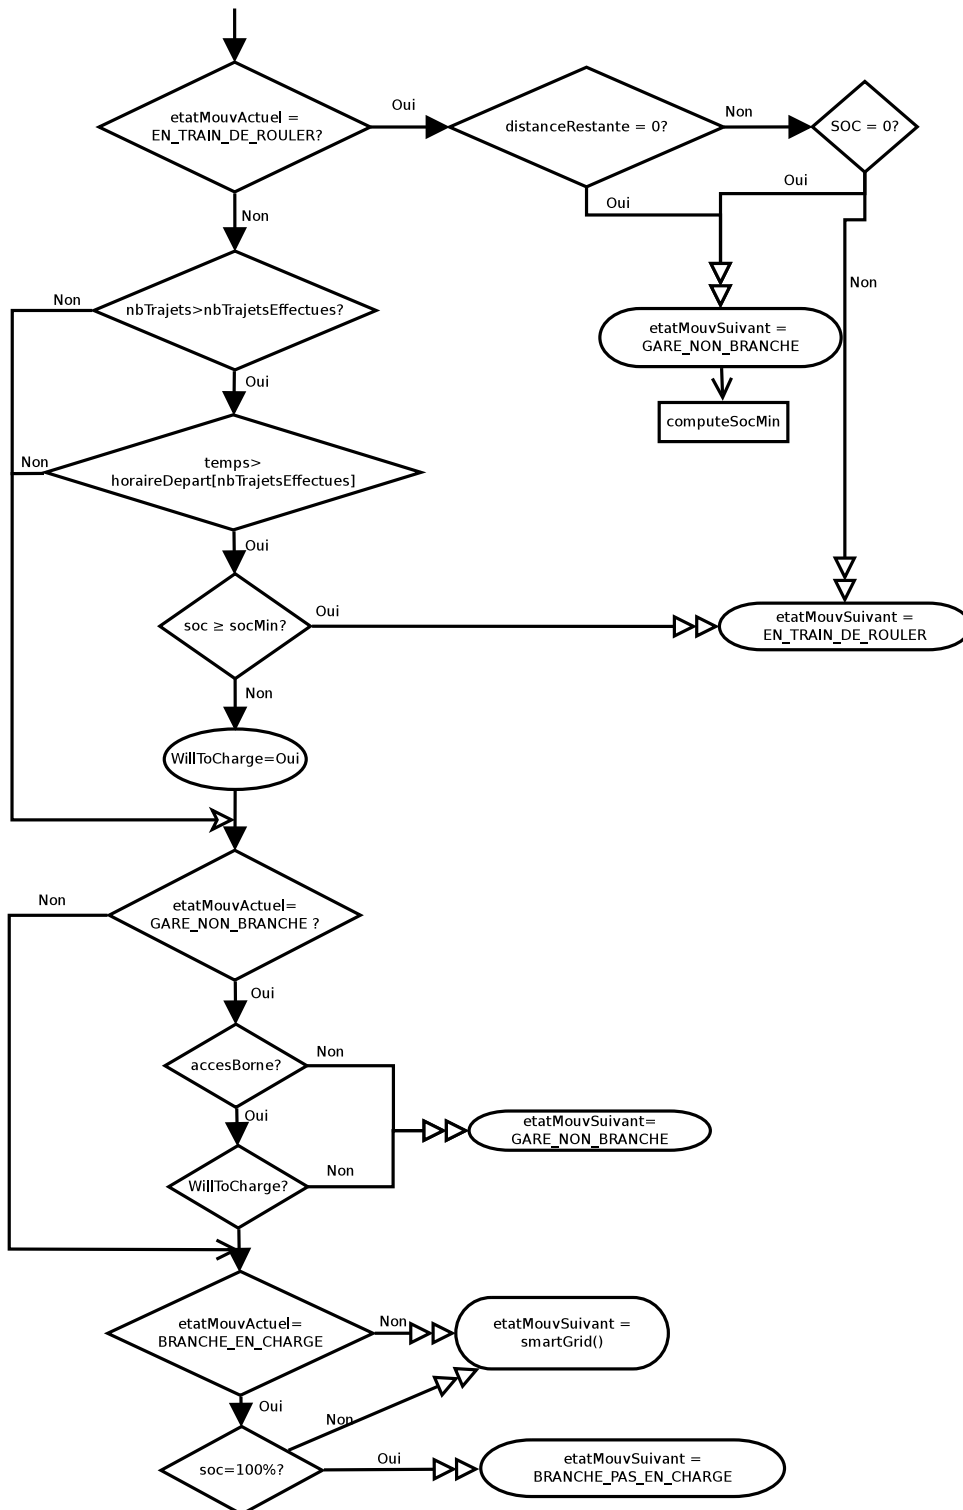 etatMouvActuel =
EN_TRAIN_DE_ROULER?
Oui
distanceRestante = 0?
Non
SOC = 0?
Non
Oui
Oui
Non
nbTrajets>nbTrajetsEffectues?
Non
etatMouvSuivant =
GARE_NON_BRANCHE
computeSocMin
Oui
temps>
horaireDepart[nbTrajetsEffectues]
Non
Oui
soc ≥ socMin?
Oui
etatMouvSuivant =
EN_TRAIN_DE_ROULER
Non
WillToCharge=Oui
etatMouvActuel=
GARE_NON_BRANCHE ?
Non
Oui
accesBorne?
Non
Oui
etatMouvSuivant=
GARE_NON_BRANCHE
WillToCharge?
Non
etatMouvActuel=
BRANCHE_EN_CHARGE
Non
etatMouvSuivant =
smartGrid()
Oui
Non
soc=100%?
Oui
etatMouvSuivant =
BRANCHE_PAS_EN_CHARGE